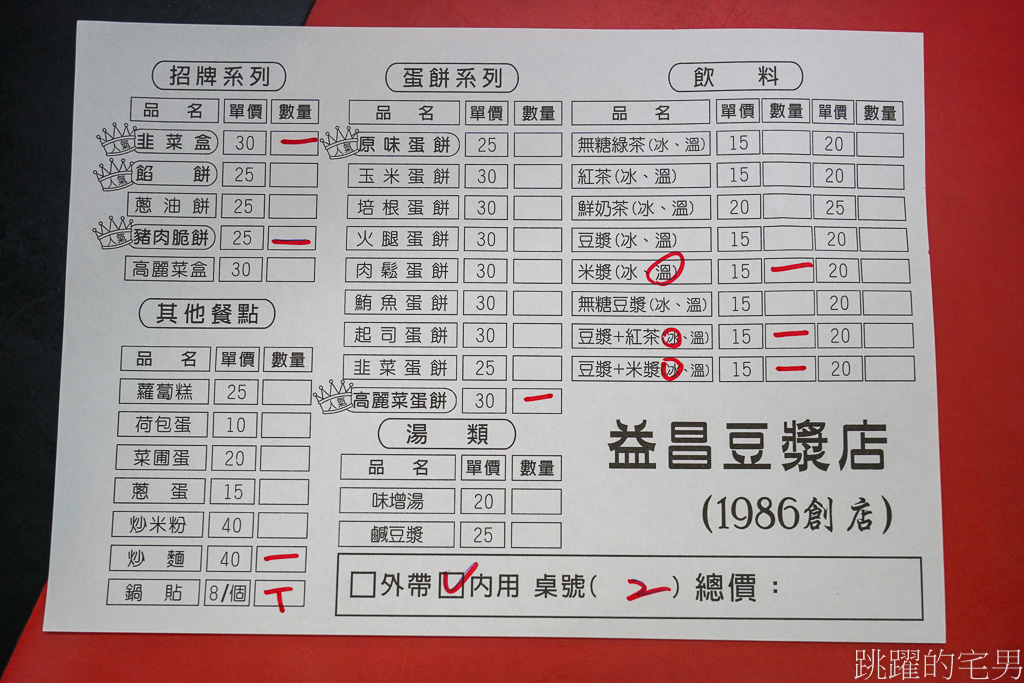 招牌系列
品名 單價 數量
人氣 韭菜盒 30 一
人氣 餡餅 25
蔥油餅 25
人氣 豬肉脆餅 25 一
高麗菜盒 30
其他餐點
品名 單價 數量
蘿蔔糕 25
荷包蛋 10
菜圃蛋 20
蔥蛋 15
炒米粉 40
炒麵 40 一
鍋貼 8/個 T
蛋餅系列
品名 單價 數量
人氣 原味蛋餅 25
玉米蛋餅 30
培根蛋餅 30
火腿蛋餅 30
肉鬆蛋餅 30
鮪魚蛋餅 30
起司蛋餅 30
韭菜蛋餅 25
人氣 高麗菜蛋餅 30 一
湯類
品名 單價 數量
味增湯 20
鹹豆漿 25
飲料
品名 單價 數量 單價 數量
無糖綠茶(冰、溫) 15 20
紅茶(冰、溫) 15 20
鮮奶茶(冰、溫) 20 25
豆漿(冰、溫) 15 20
米漿(冰、溫) 15 一 20
無糖豆漿(冰、溫) 15 20
豆漿+紅茶(冰、溫) 15 一 20
豆漿+米漿(冰、溫) 15 一 20
益昌豆漿店
(1986創店)
□外帶 ☑內用 桌號( 2 ) 總價：
跳躍的宅男